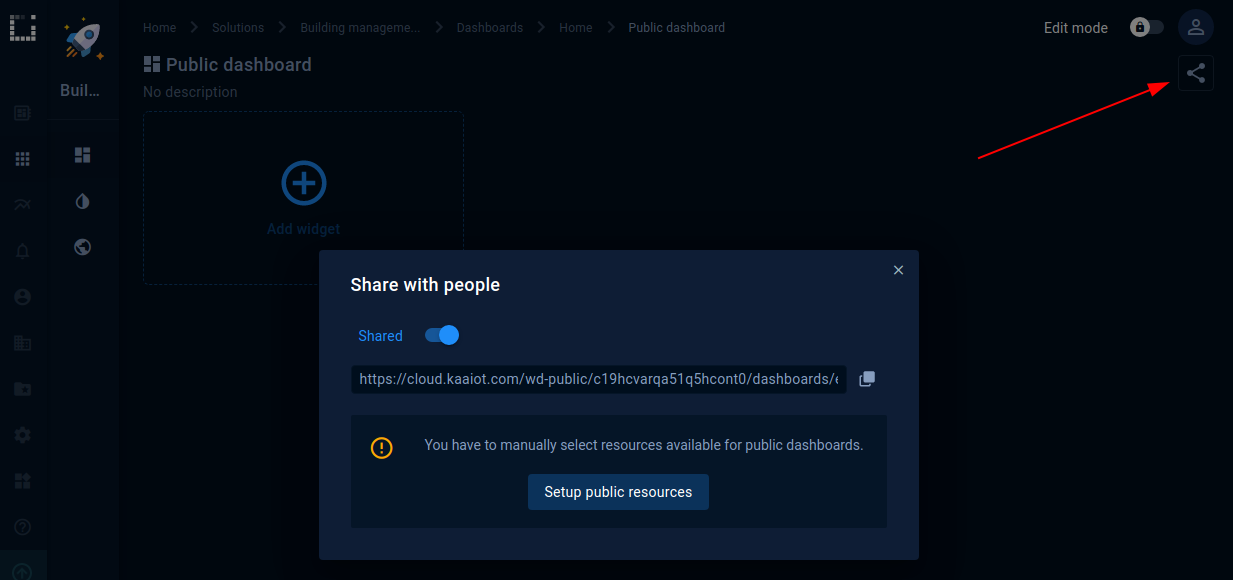 Home Solutions Building manageme... Dashboards Home Public dashboard
Edit mode
Public dashboard
No description
Buil...
Add widget
Share with people
Shared
https://cloud.kaaiot.com/wd-public/c19hcvarqa51q5hcont0/dashboards/e
You have to manually select resources available for public dashboards.
Setup public resources